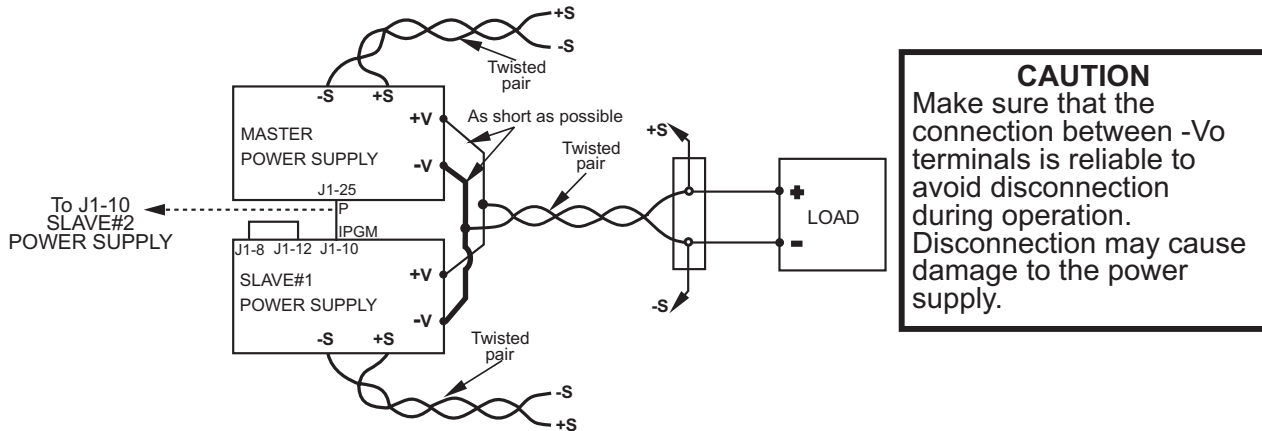 +S
-S
Twisted
pair
-S +S
MASTER
POWER SUPPLY
+V
-V
As short as possible
J1-25
P
To J1-10
SLAVE#2
POWER SUPPLY
IPGM
J1-8 J1-12 J1-10
SLAVE#1
POWER SUPPLY
+V
-V
-S +S
Twisted
pair
-S
+S
Twisted
pair
+S
-S
+
LOAD
-
CAUTION
Make sure that the
connection between -Vo
terminals is reliable to
avoid disconnection
during operation.
Disconnection may cause
damage to the power
supply.